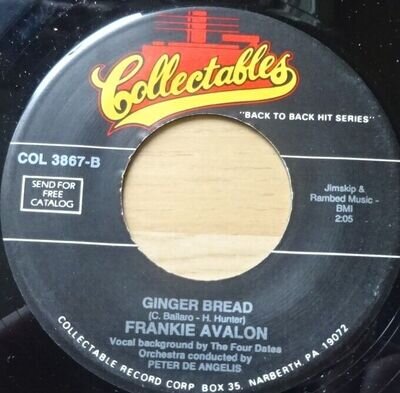 Collectables
"BACK TO BACK HIT SERIES"
COL 3867-B
SEND FOR
FREE
CATALOG
Jimskip &
Rambed Music -
BMI
2:05
GINGER BREAD
(C. Ballaro - H. Hunter)
FRANKIE AVALON
Vocal background by The Four Dates
Orchestra conducted by
PETER DE ANGELIS
COLLECTABLE RECORD CORP BOX 35, NARBERTH, PA 19072